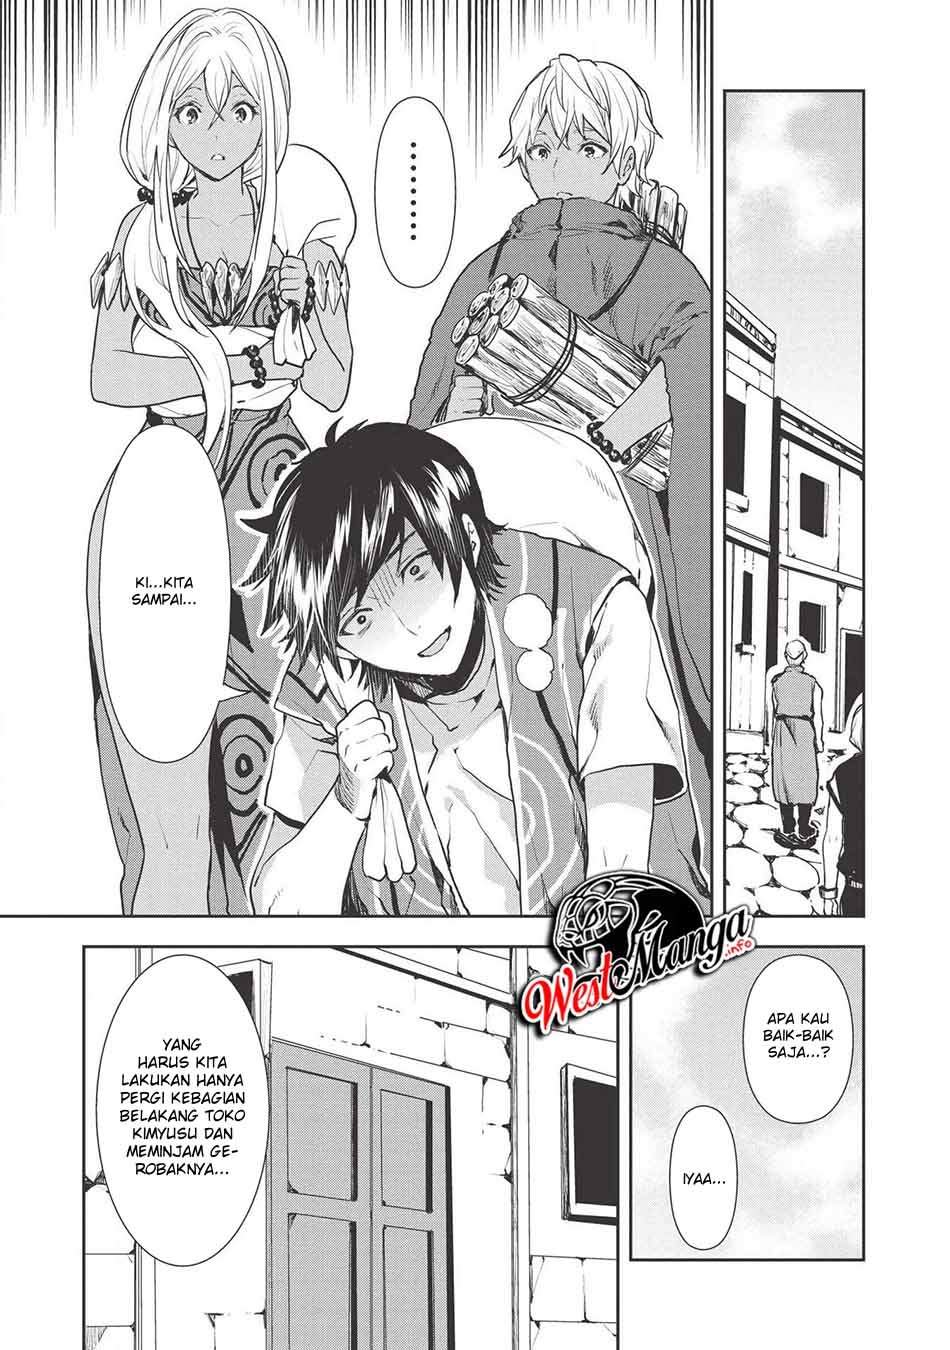 .........
KI...KITA
SAMPAI...
APA KAU
BAIK-BAIK
SAJA...?
IYAA...
YANG
HARUS KITA
LAKUKAN HANYA
PERGI KEBAGIAN
BELAKANG TOKO
KIMYUSU DAN
MEMINJAM GE-
ROBAKNYA...
WestManga
.info